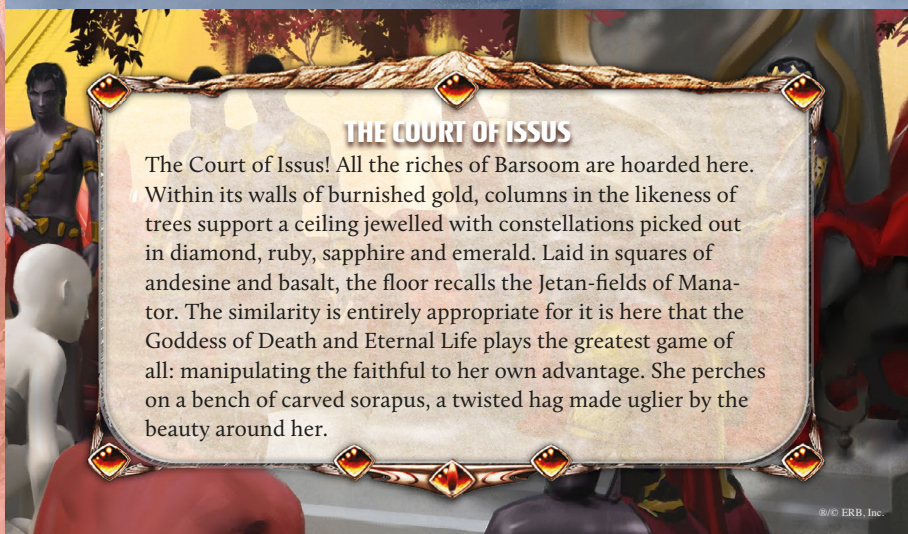 THE COURT OF ISSUS
The Court of Issus! All the riches of Barsoom are hoarded here.
Within its walls of burnished gold, columns in the likeness of
trees support a ceiling jewelled with constellations picked out
in diamond, ruby, sapphire and emerald. Laid in squares of
andesine and basalt, the floor recalls the Jetan-fields of Mana-
tor. The similarity is entirely appropriate for it is here that the
Goddess of Death and Eternal Life plays the greatest game of
all: manipulating the faithful to her own advantage. She perches
on a bench of carved sorapus, a twisted hag made uglier by the
beauty around her.
®/© ERB, Inc.